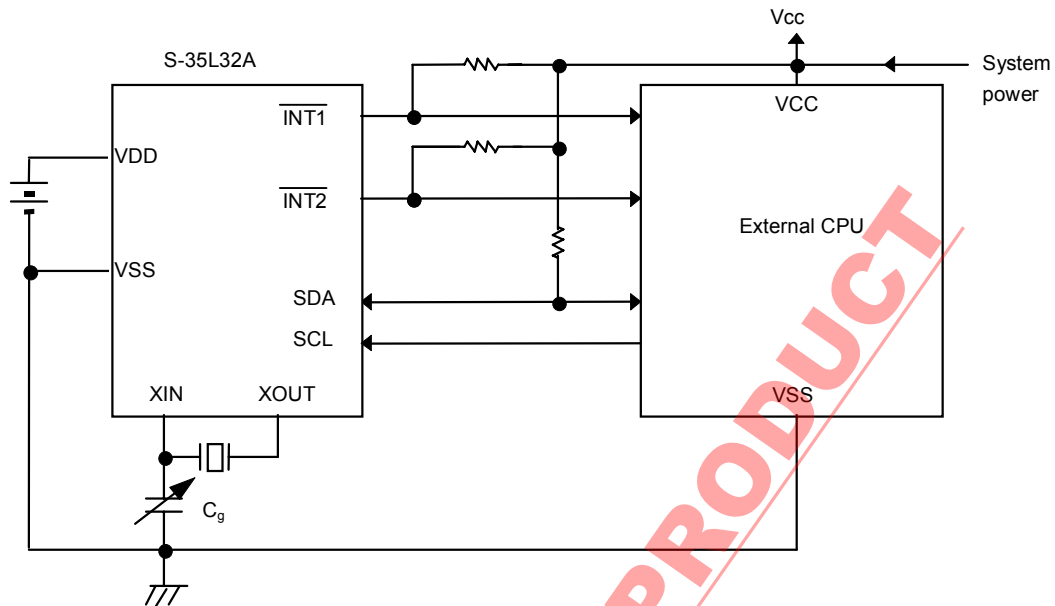 Vcc
S-35L32A
System
power
INT1
VCC
VDD
INT2
External CPU
VSS
SDA
SCL
XIN
XOUT
VSS
Cg
PRODUCT